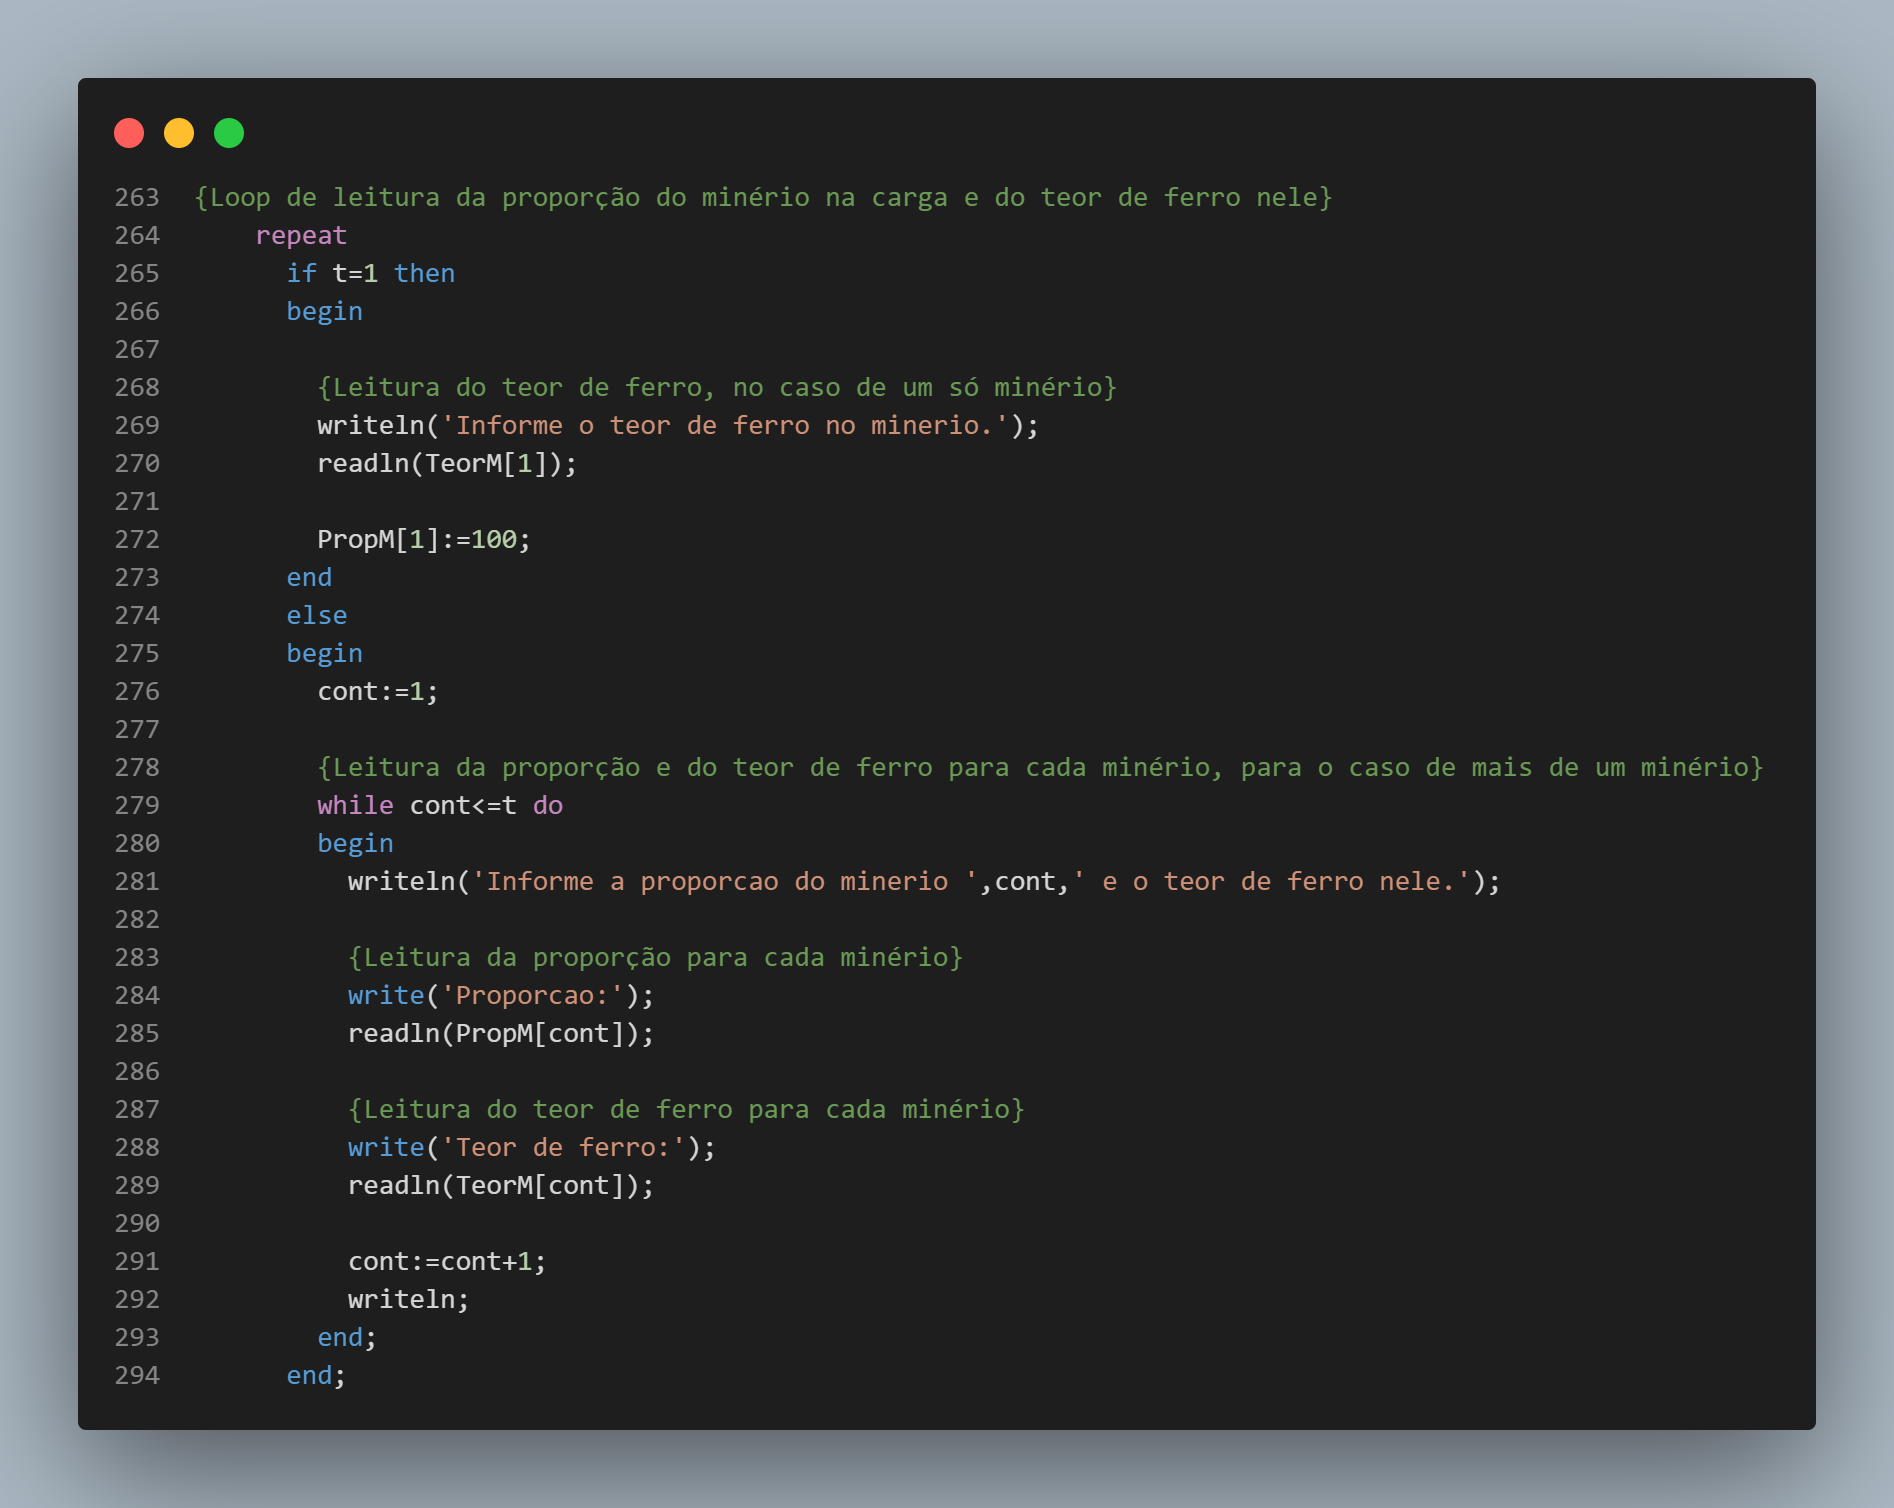 263 {Loop de leitura da proporção do minério na carga e do teor de ferro nele}
264     repeat
265       if t=1 then
266       begin
267
268         {Leitura do teor de ferro, no caso de um só minério}
269         writeln('Informe o teor de ferro no minerio.');
270         readln(TeorM[1]);
271
272         PropM[1]:=100;
273       end
274       else
275       begin
276         cont:=1;
277
278         {Leitura da proporção e do teor de ferro para cada minério, para o caso de mais de um minério}
279         while cont<=t do
280         begin
281           writeln('Informe a proporcao do minerio ',cont,' e o teor de ferro nele.');
282
283           {Leitura da proporção para cada minério}
284           write('Proporcao:');
285           readln(PropM[cont]);
286
287           {Leitura do teor de ferro para cada minério}
288           write('Teor de ferro:');
289           readln(TeorM[cont]);
290
291           cont:=cont+1;
292           writeln;
293         end;
294       end;